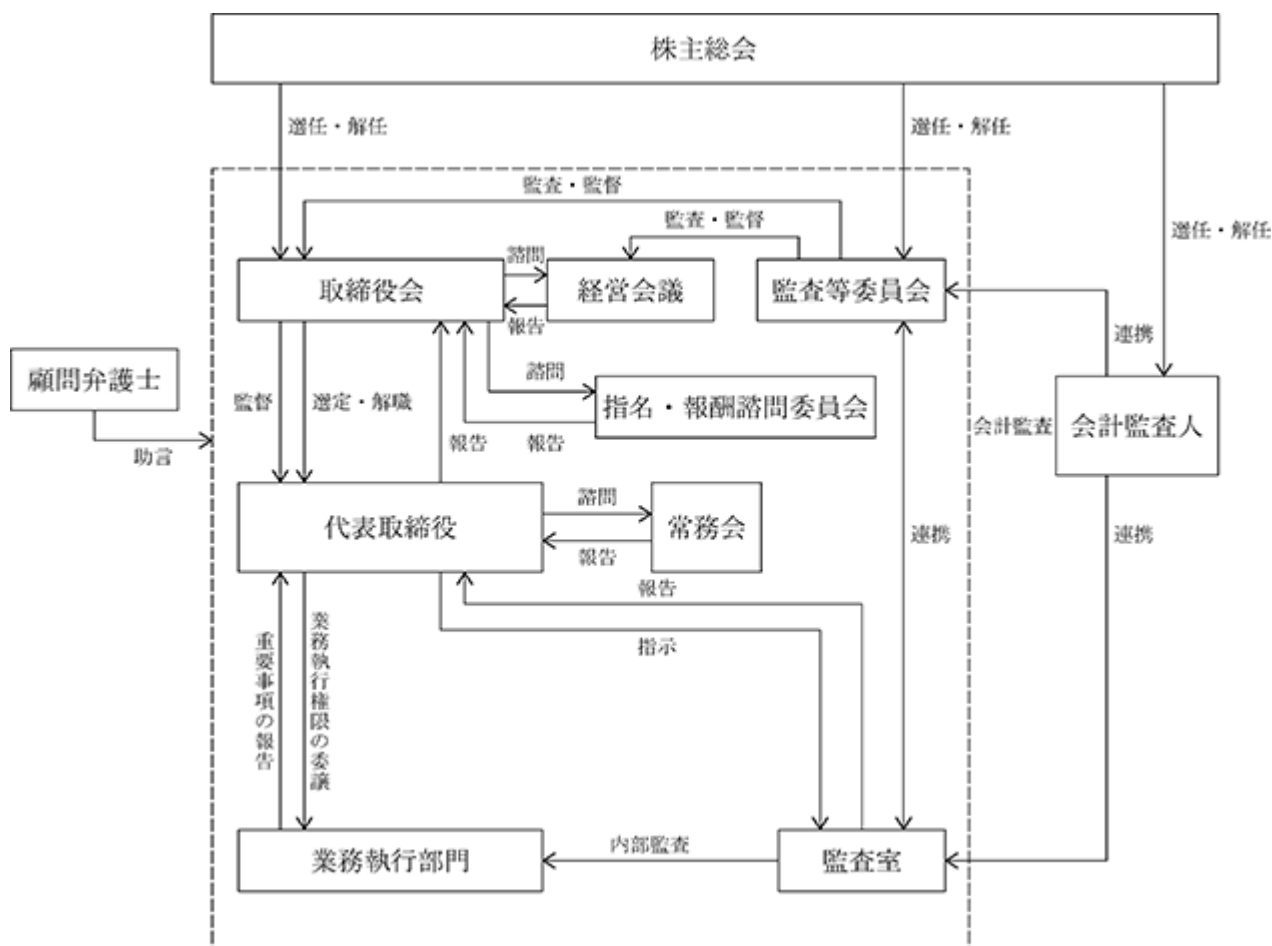 株主総会
選任・解任
選任・解任
選任・解任
監査・監督
監査・監督
取締役会
諮問
報告
経営会議
監査等委員会
連携
顧問弁護士
助言
監督
選定・解職
諮問
報告
報告
指名・報酬諮問委員会
会計監査
会計監査人
代表取締役
諮問
報告
常務会
連携
連携
報告
指示
重要事項の報告
業務執行権限の委譲
業務執行部門
内部監査
監査室